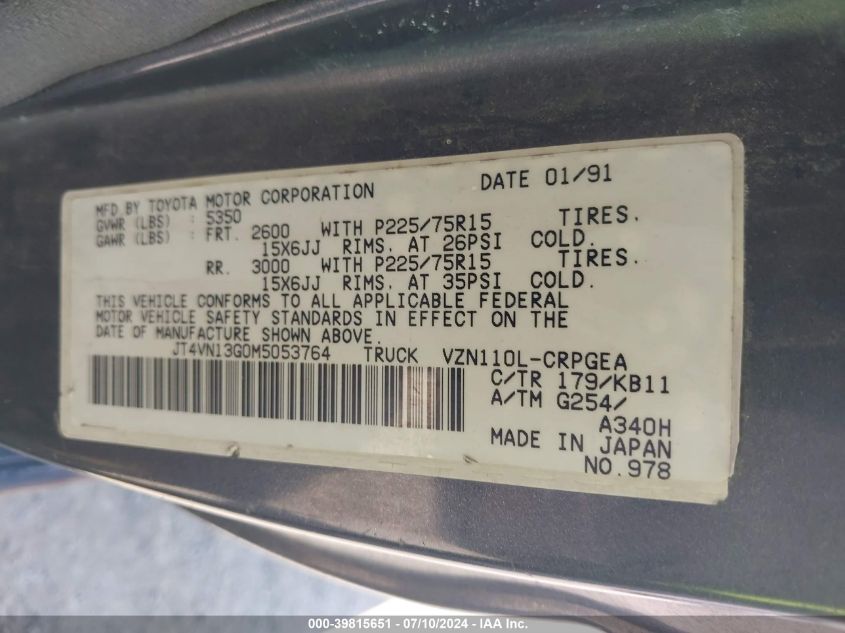 MFD.BY TOYOTA MOTOR CORPORATION DATE 01/91
GVWR (LBS) : 5350
GAWR (LBS) : FRT. 2600 WITH P225/75R15 TIRES.
15X6JJ RIMS. AT 26PSI COLD.
RR. 3000 WITH P225/75R15 TIRES.
15X6JJ RIMS. AT 35PSI COLD.
THIS VEHICLE CONFORMS TO ALL APPLICABLE FEDERAL
MOTOR VEHICLE SAFETY STANDARDS IN EFFECT ON THE
DATE OF MANUFACTURE SHOWN ABOVE.
JT4VN13G0M5053764 TRUCK VZN110L-CRPGEA
C/TR 179/KB11
A/TM G254/
A340H
MADE IN JAPAN
NO.978
000-39815651 / 07/10/2024 - IAA Inc.